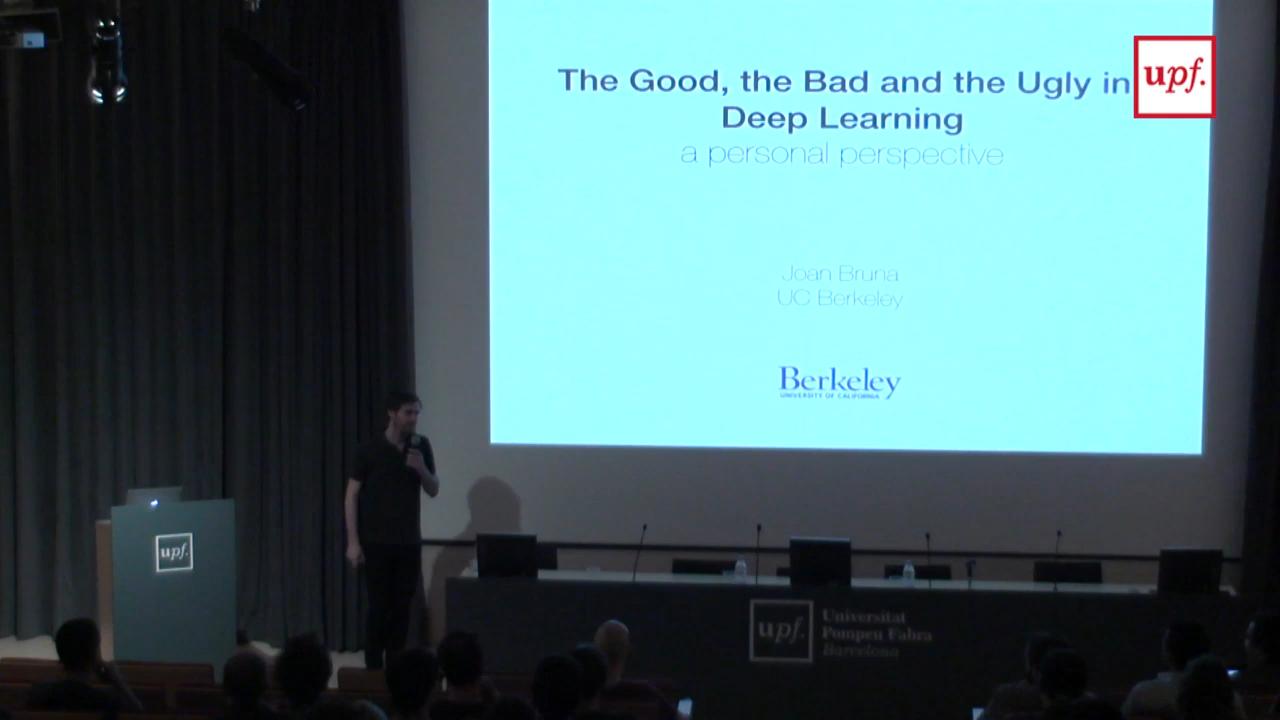 The Good, the Bad and the Ugly in
Deep Learning
a personal perspective
upf.
Joan Bruna
UC Berkeley
Berkeley
UNIVERSITY OF CALIFORNIA
upf.
upf.
Universitat
Pompeu Fabra
Barcelona